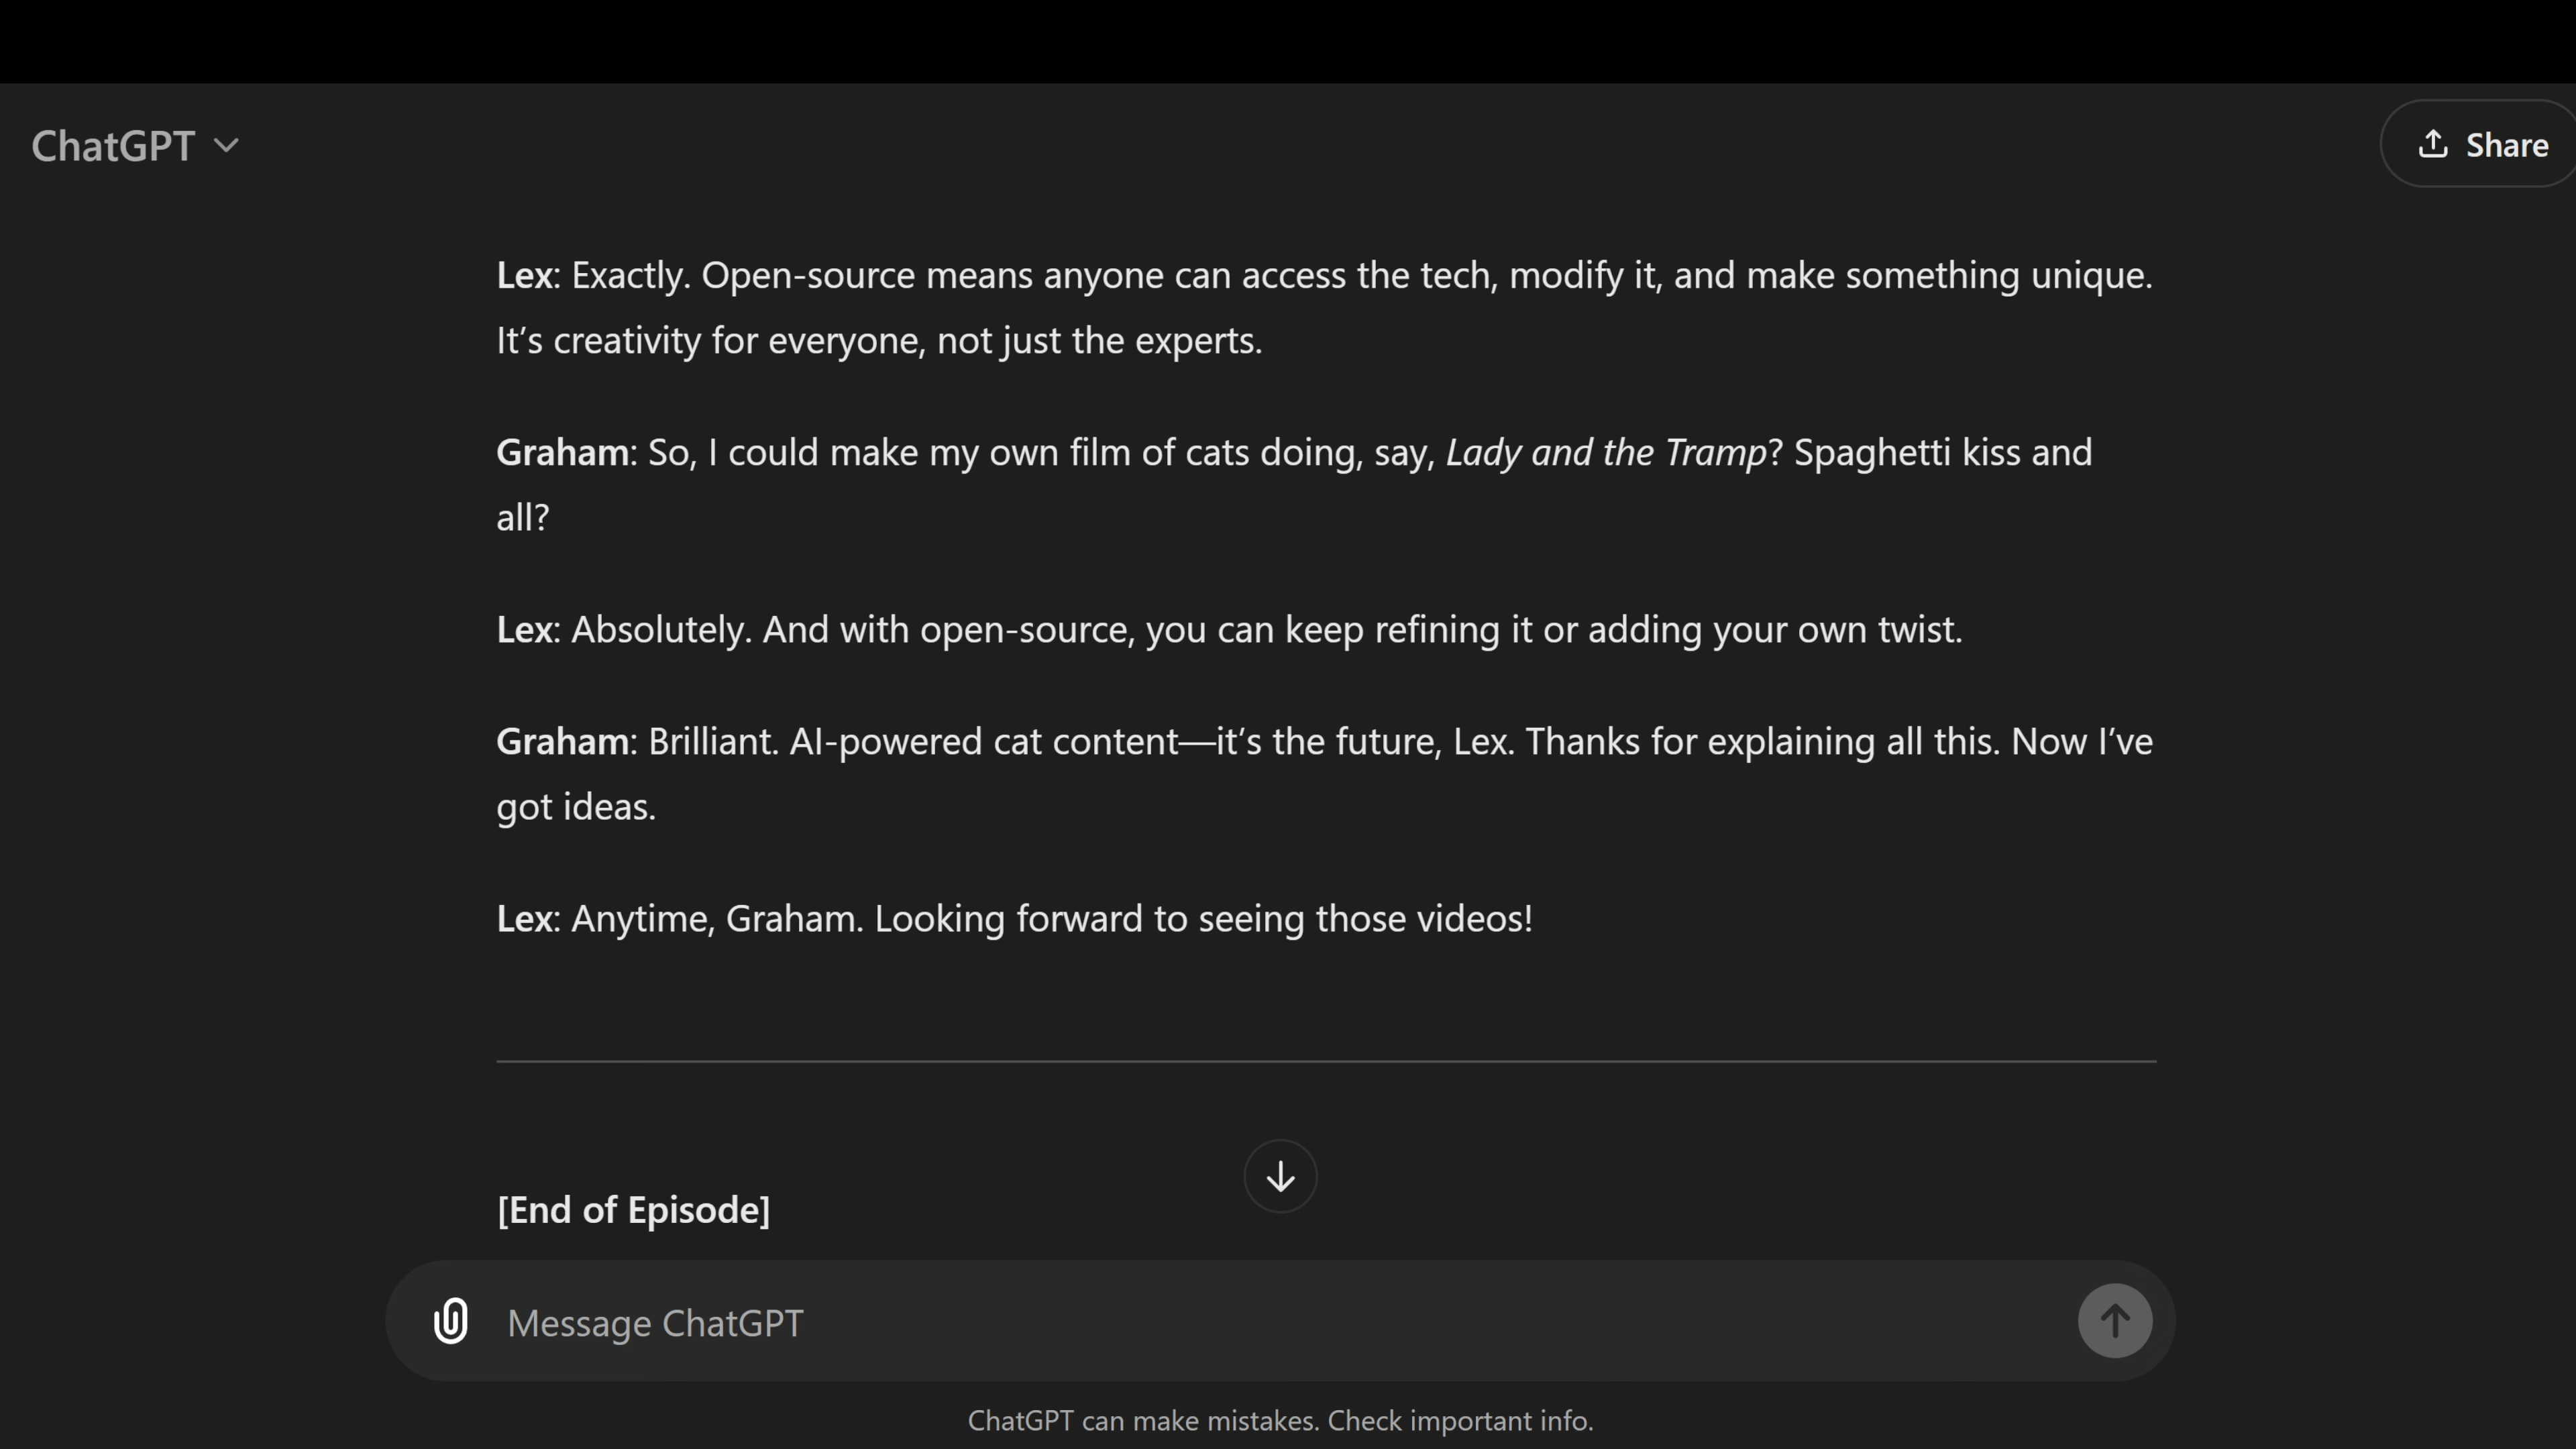 ChatGPT
Share
Lex: Exactly. Open-source means anyone can access the tech, modify it, and make something unique.
It’s creativity for everyone, not just the experts.
Graham: So, I could make my own film of cats doing, say, Lady and the Tramp? Spaghetti kiss and
all?
Lex: Absolutely. And with open-source, you can keep refining it or adding your own twist.
Graham: Brilliant. AI-powered cat content—it’s the future, Lex. Thanks for explaining all this. Now I’ve
got ideas.
Lex: Anytime, Graham. Looking forward to seeing those videos!
[End of Episode]
Message ChatGPT
ChatGPT can make mistakes. Check important info.